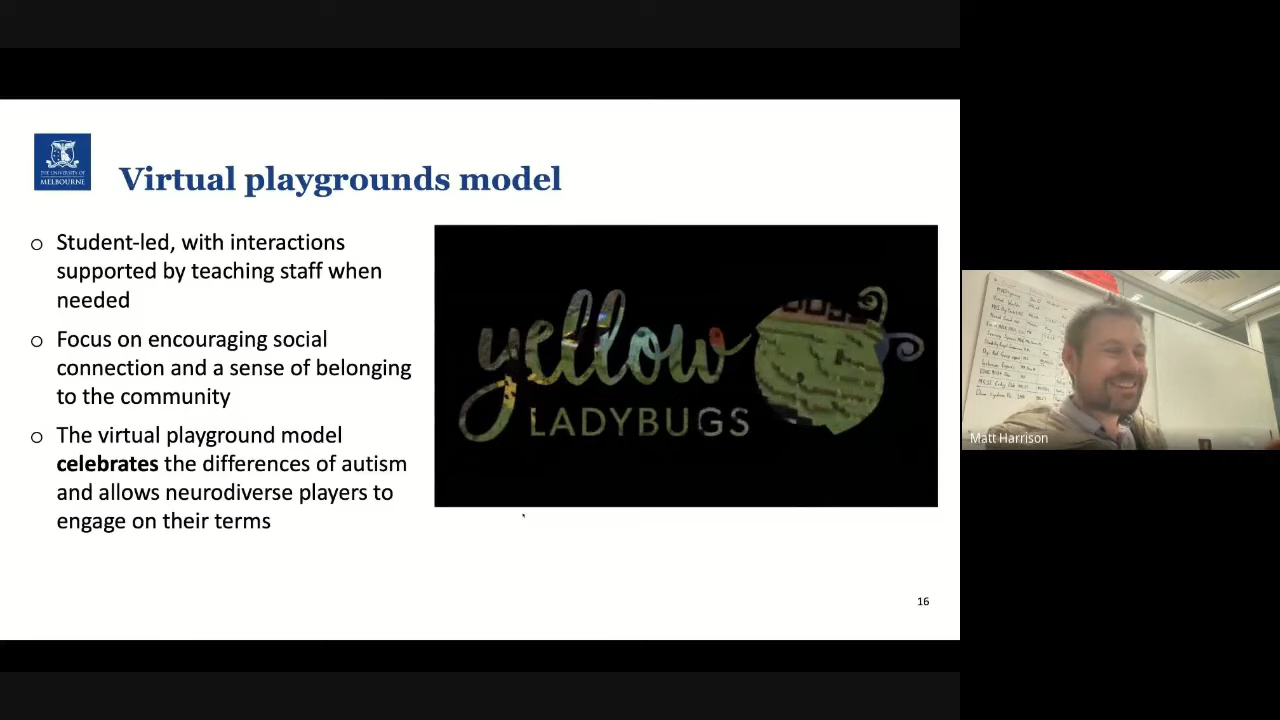 THE UNIVERSITY OF
MELBOURNE
Virtual playgrounds model
Student-led, with interactions
supported by teaching staff when
needed
Focus on encouraging social
connection and a sense of belonging
to the community
The virtual playground model
celebrates the differences of autism
and allows neurodiverse players to
engage on their terms
yellow
LADYBUGS
16
Matt Harrison